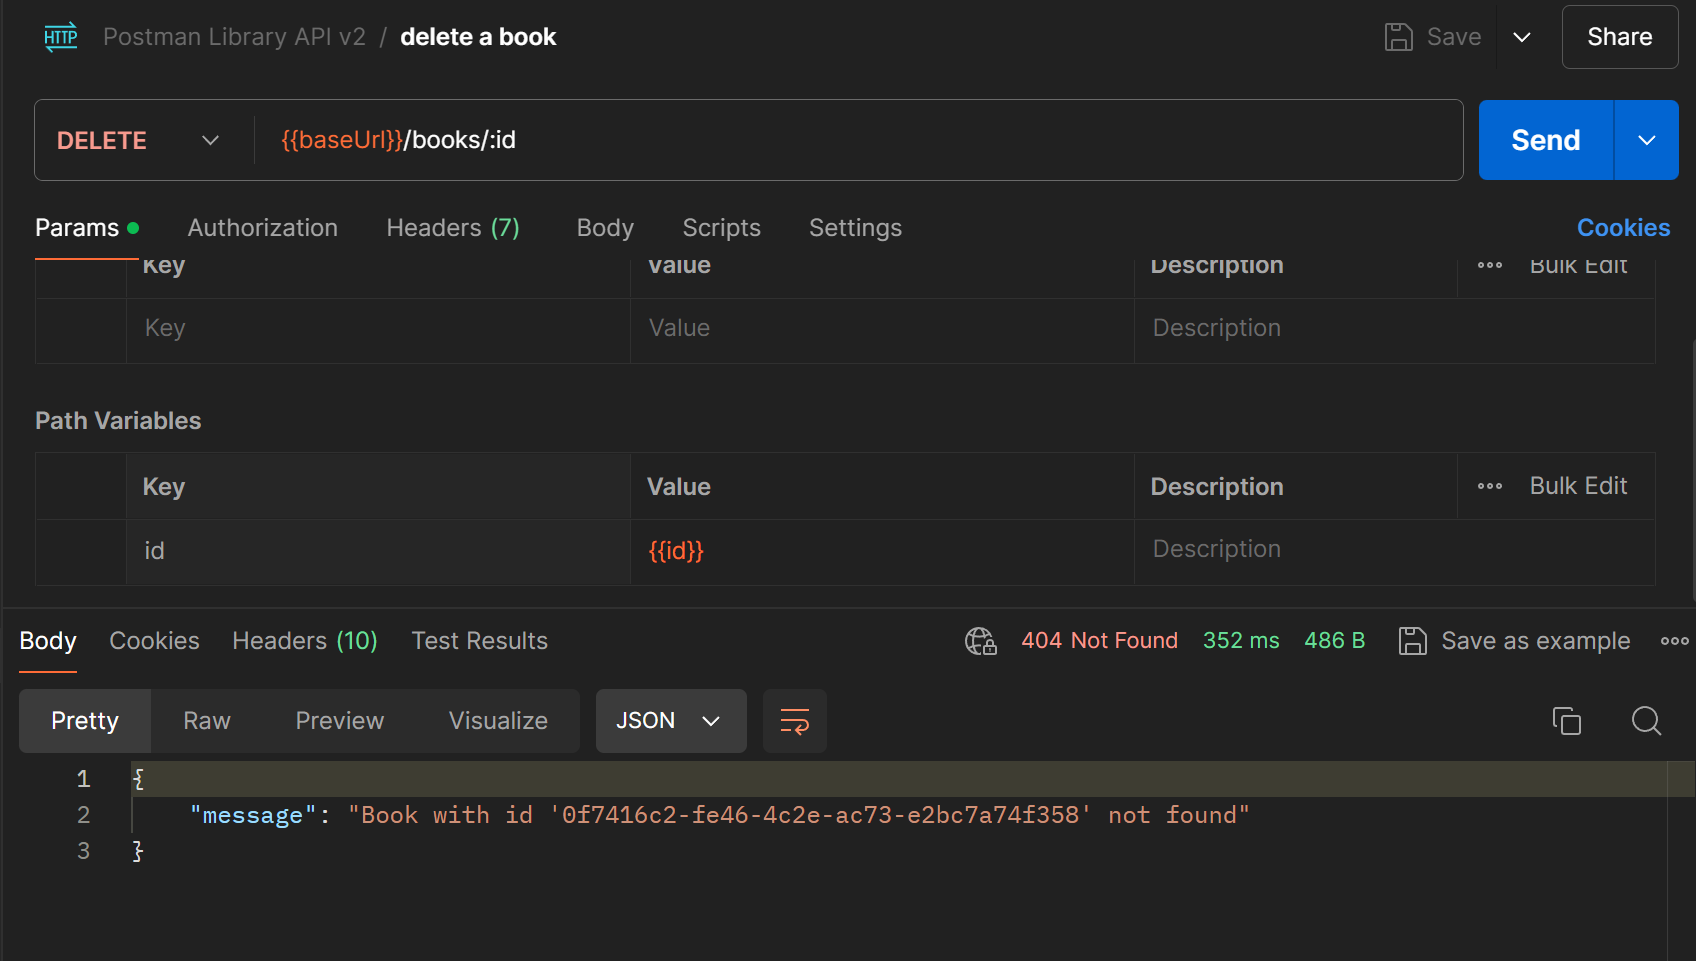 HTTP Postman Library API v2 / delete a book Save Share
DELETE {{baseUrl}}/books/:id Send
Params Authorization Headers (7) Body Scripts Settings Cookies
Key Value Description Bulk Edit
Key Value Description
Path Variables
Key Value Description Bulk Edit
id {{id}} Description
Body Cookies Headers (10) Test Results 404 Not Found 352 ms 486 B Save as example
Pretty Raw Preview Visualize JSON
1 {
2 "message": "Book with id '0f7416c2-fe46-4c2e-ac73-e2bc7a74f358' not found"
3 }